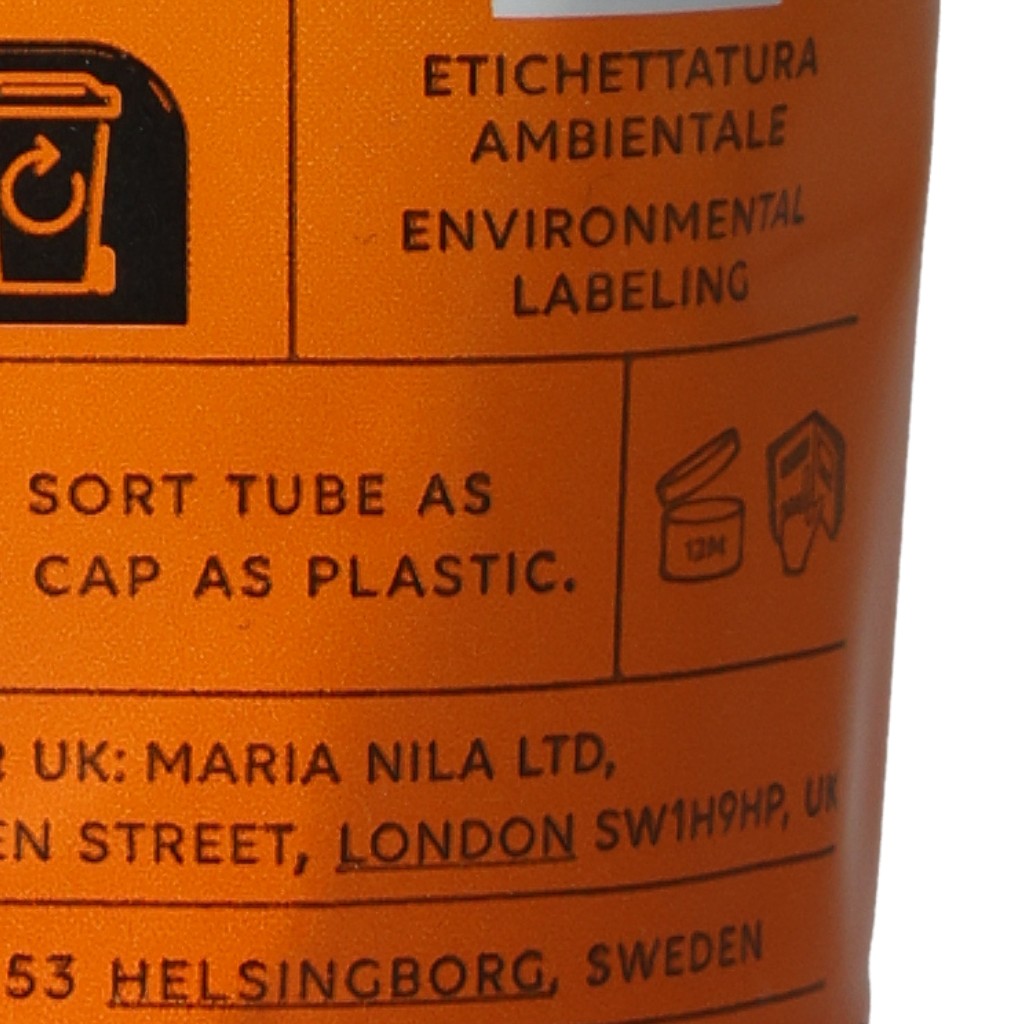 ETICHETTATURA
AMBIENTALE
ENVIRONMENTAL
LABELING
SORT TUBE AS
CAP AS PLASTIC.
12M
UK: MARIA NILA LTD,
STREET, LONDON SW1H9HP, UK
53 HELSINGBORG, SWEDEN